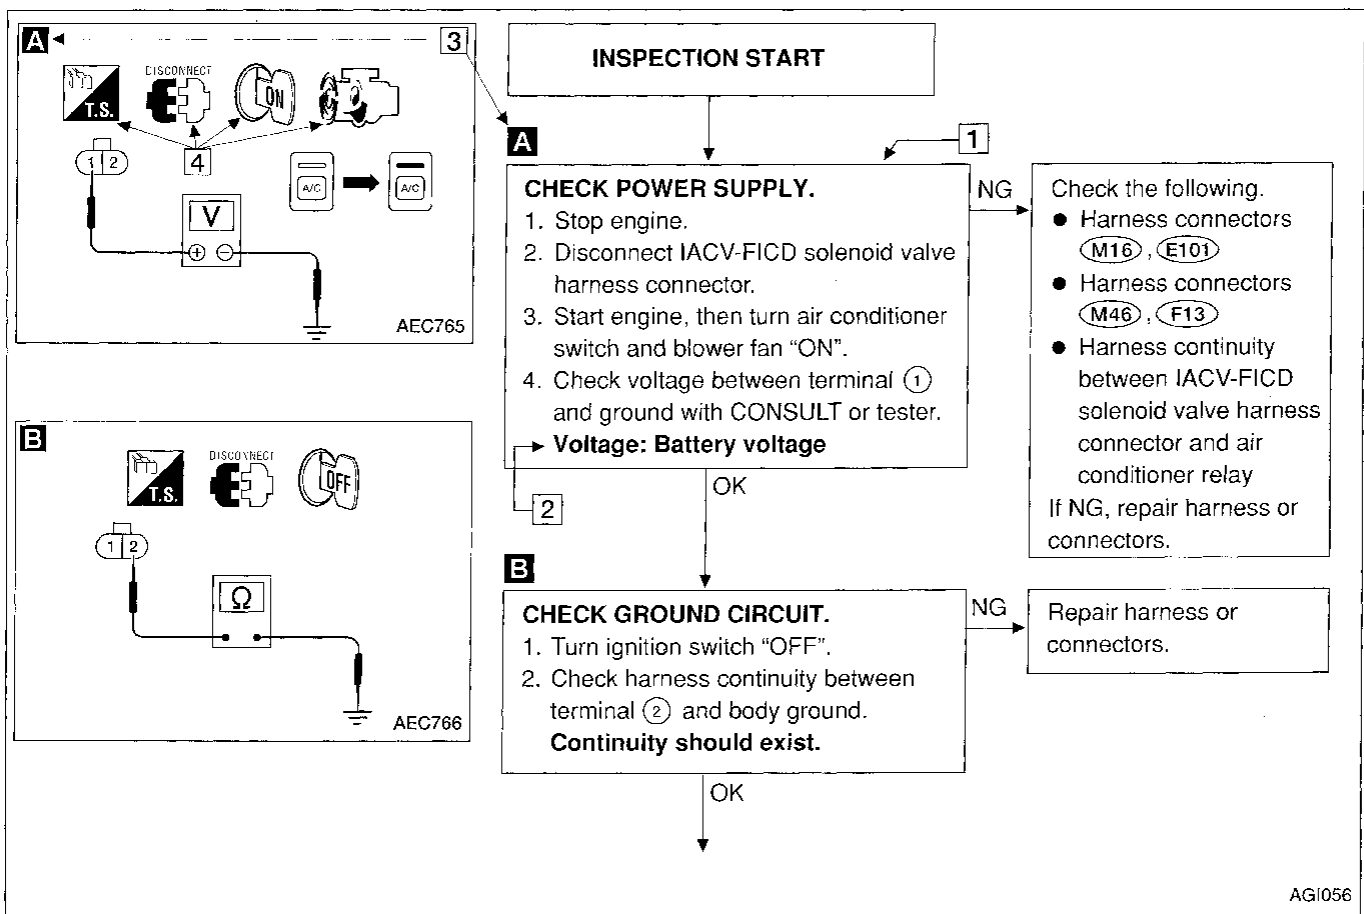 A
3
DISCONNECT
T.S.
ON
4
1 2
A/C
A/C
V
+ −
AEC765
B
DISCONNECT
T.S.
OFF
1 2
Ω
AEC766
INSPECTION START
A
1
CHECK POWER SUPPLY.
1. Stop engine.
2. Disconnect IACV-FICD solenoid valve
harness connector.
3. Start engine, then turn air conditioner
switch and blower fan “ON”.
4. Check voltage between terminal ①
and ground with CONSULT or tester.
Voltage: Battery voltage
2
NG
Check the following.
● Harness connectors
M16, E101
● Harness connectors
M46, F13
● Harness continuity
between IACV-FICD
solenoid valve harness
connector and air
conditioner relay
If NG, repair harness or
connectors.
OK
B
CHECK GROUND CIRCUIT.
1. Turn ignition switch “OFF”.
2. Check harness continuity between
terminal ② and body ground.
Continuity should exist.
NG
Repair harness or
connectors.
OK
AGI056